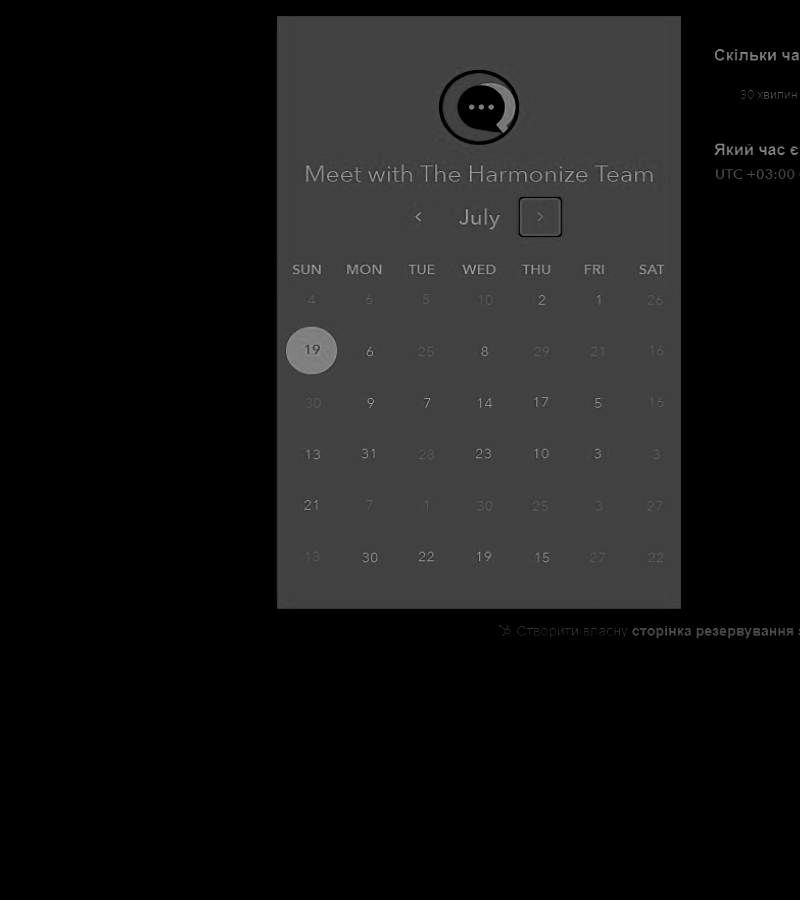 Meet with The Harmonize Team
July
SUN MON TUE WED THU FRI SAT
4 6 5 10 2 1 26
19 6 25 8 29 21 16
30 9 7 14 17 5 16
13 31 28 23 10 3 3
21 7 1 30 25 3 27
13 30 22 19 15 27 22
Скільки ча
30 хвилин
Який час є
UTC +03:00
Створити власну сторінка резервування